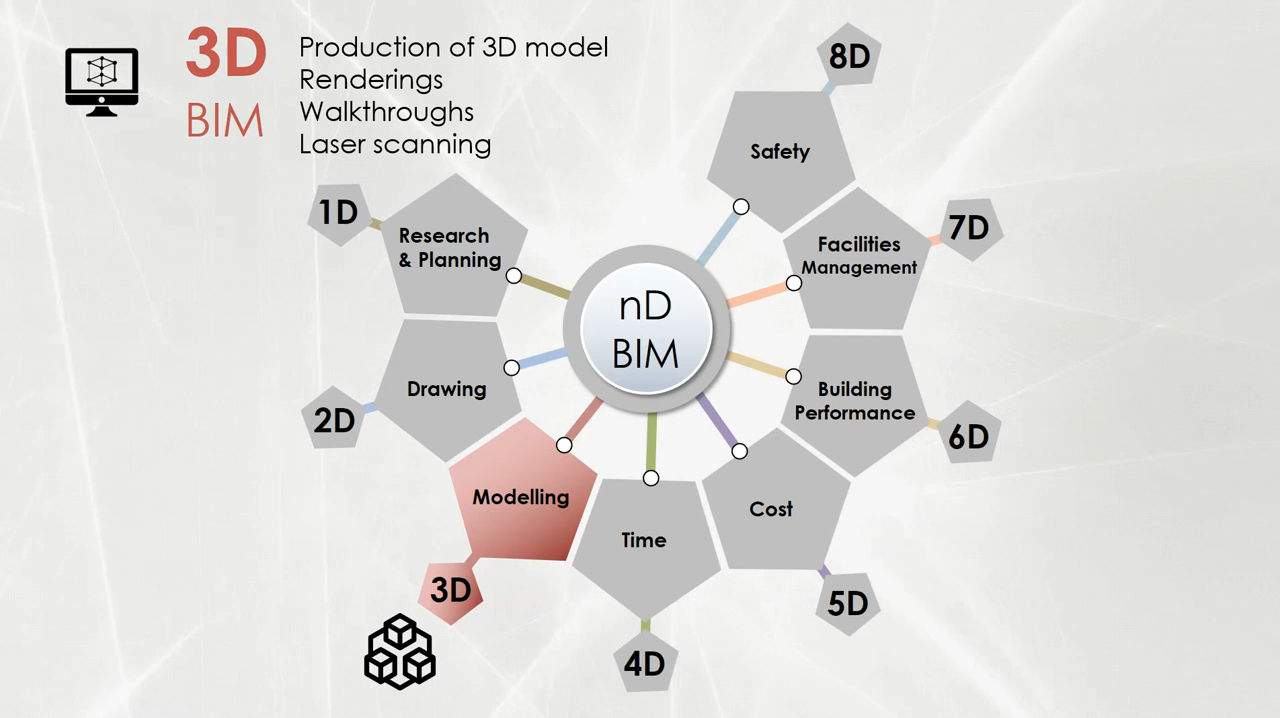 3D
BIM
Production of 3D model
Renderings
Walkthroughs
Laser scanning
1D
Research
& Planning
2D
Drawing
3D
Modelling
4D
Time
5D
Cost
6D
Building
Performance
7D
Facilities
Management
8D
Safety
nD
BIM